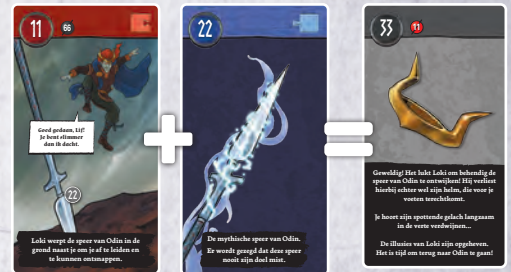 11
66
Goed gedaan, Lif!
Je bent slimmer
dan ik dacht.
22
Loki werpt de speer van Odin in de
grond naast je om je af te leiden en
te kunnen ontsnappen.
22
De mythische speer van Odin.
Er wordt gezegd dat deze speer
nooit zijn doel mist.
33
11
Geweldig! Het lukt Loki om behendig de
speer van Odin te ontwijken! Hij verliest
hierbij echter wel zijn helm, die voor je
voeten terechtkomt.
Je hoort zijn spottende gelach langzaam
in de verte verdwijnen...
De illusies van Loki zijn opgeheven.
Het is tijd om terug naar Odin te gaan!